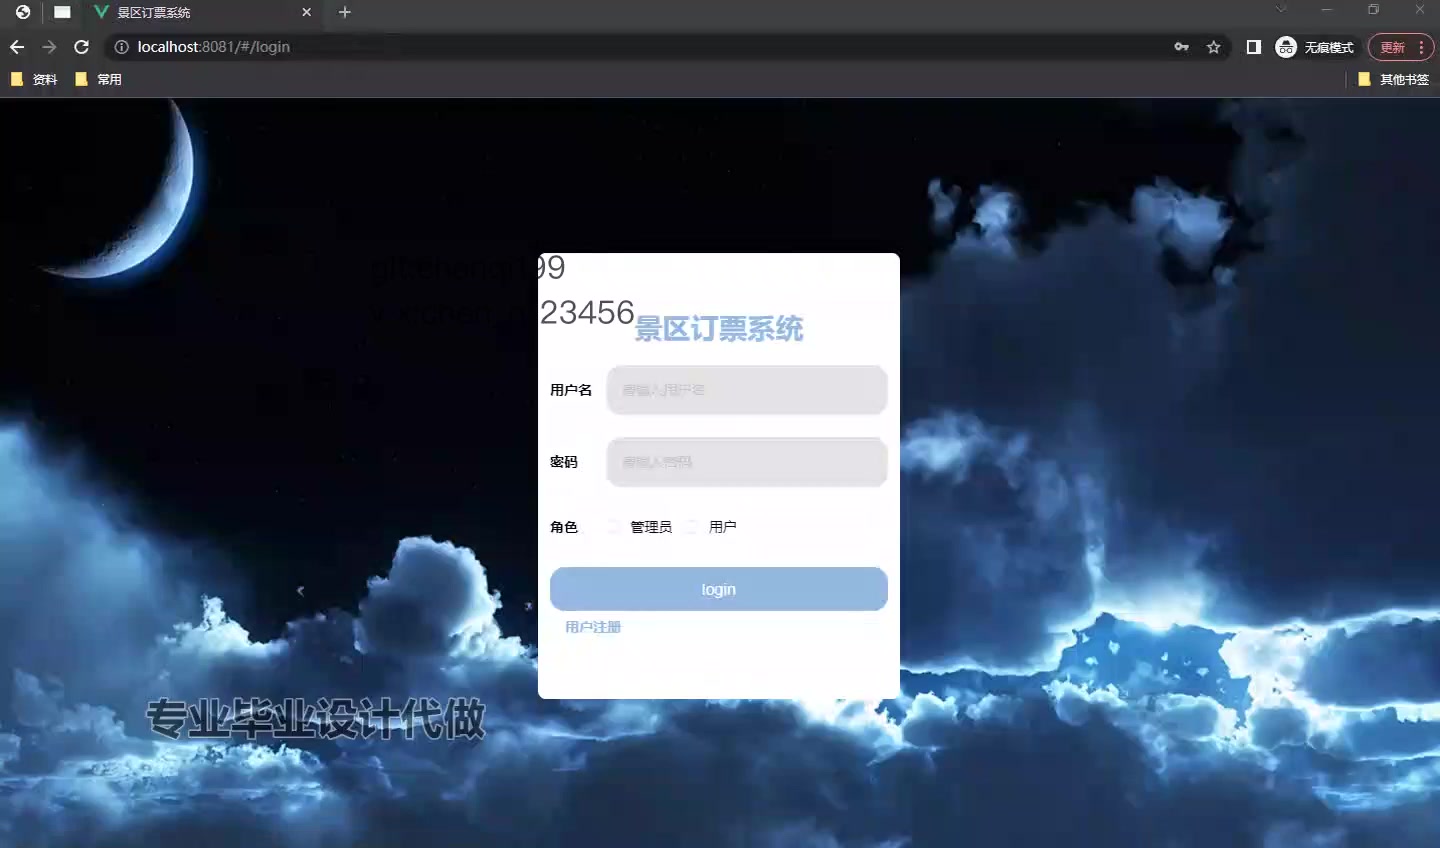 景区订票系统
localhost:8081/#/login
无痕模式
更新
资料
常用
其他书签
199
23456
景区订票系统
用户名
请输入用户名
密码
请输入密码
角色
管理员
用户
login
用户注册
专业毕业设计代做